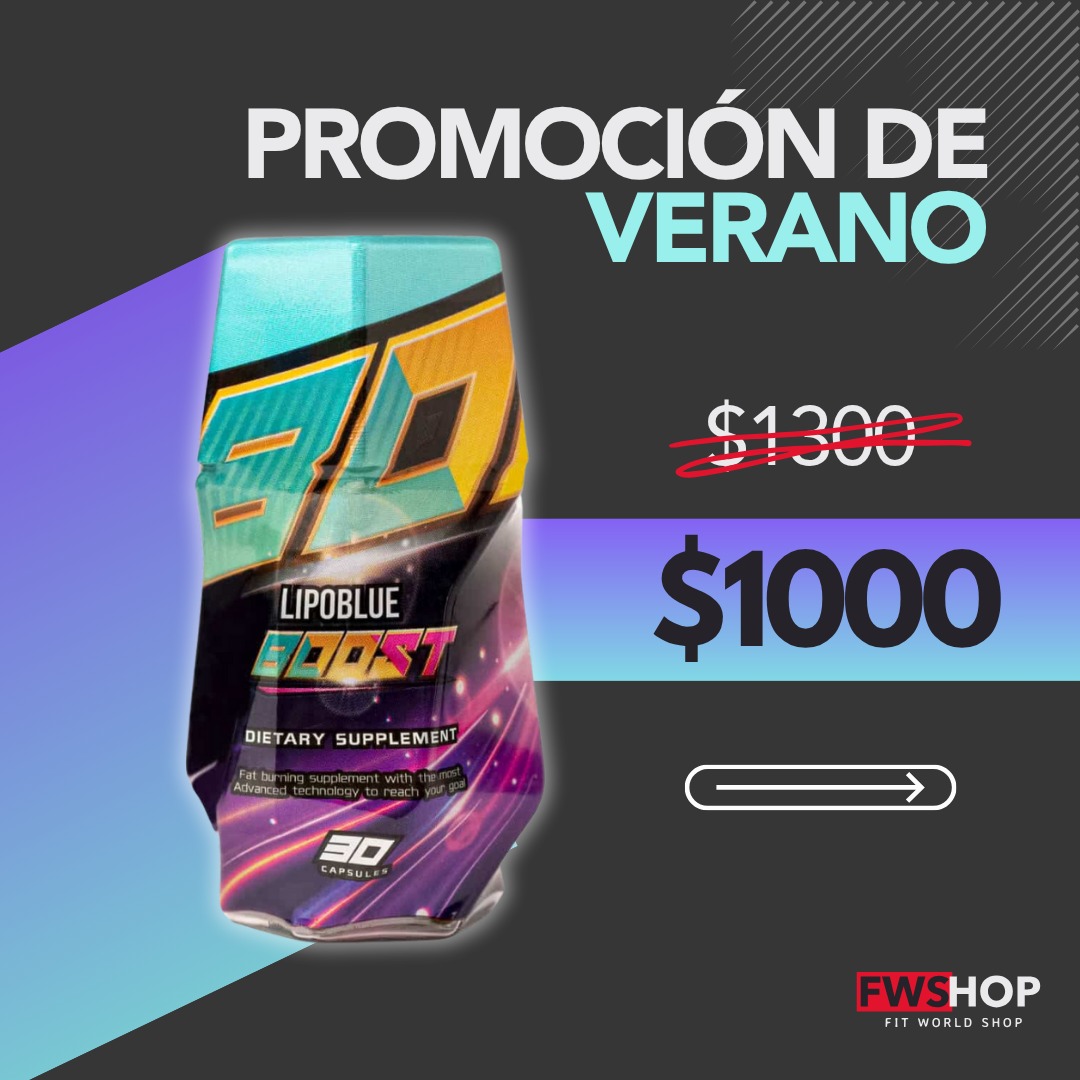 PROMOCIÓN DE
VERANO
$1300
$1000
BO
LIPOBLUE
BOOST
DIETARY SUPPLEMENT
Fat burning supplement with the most
Advanced technology to reach your goal
30
CAPSULES
FWSHOP
FIT WORLD SHOP